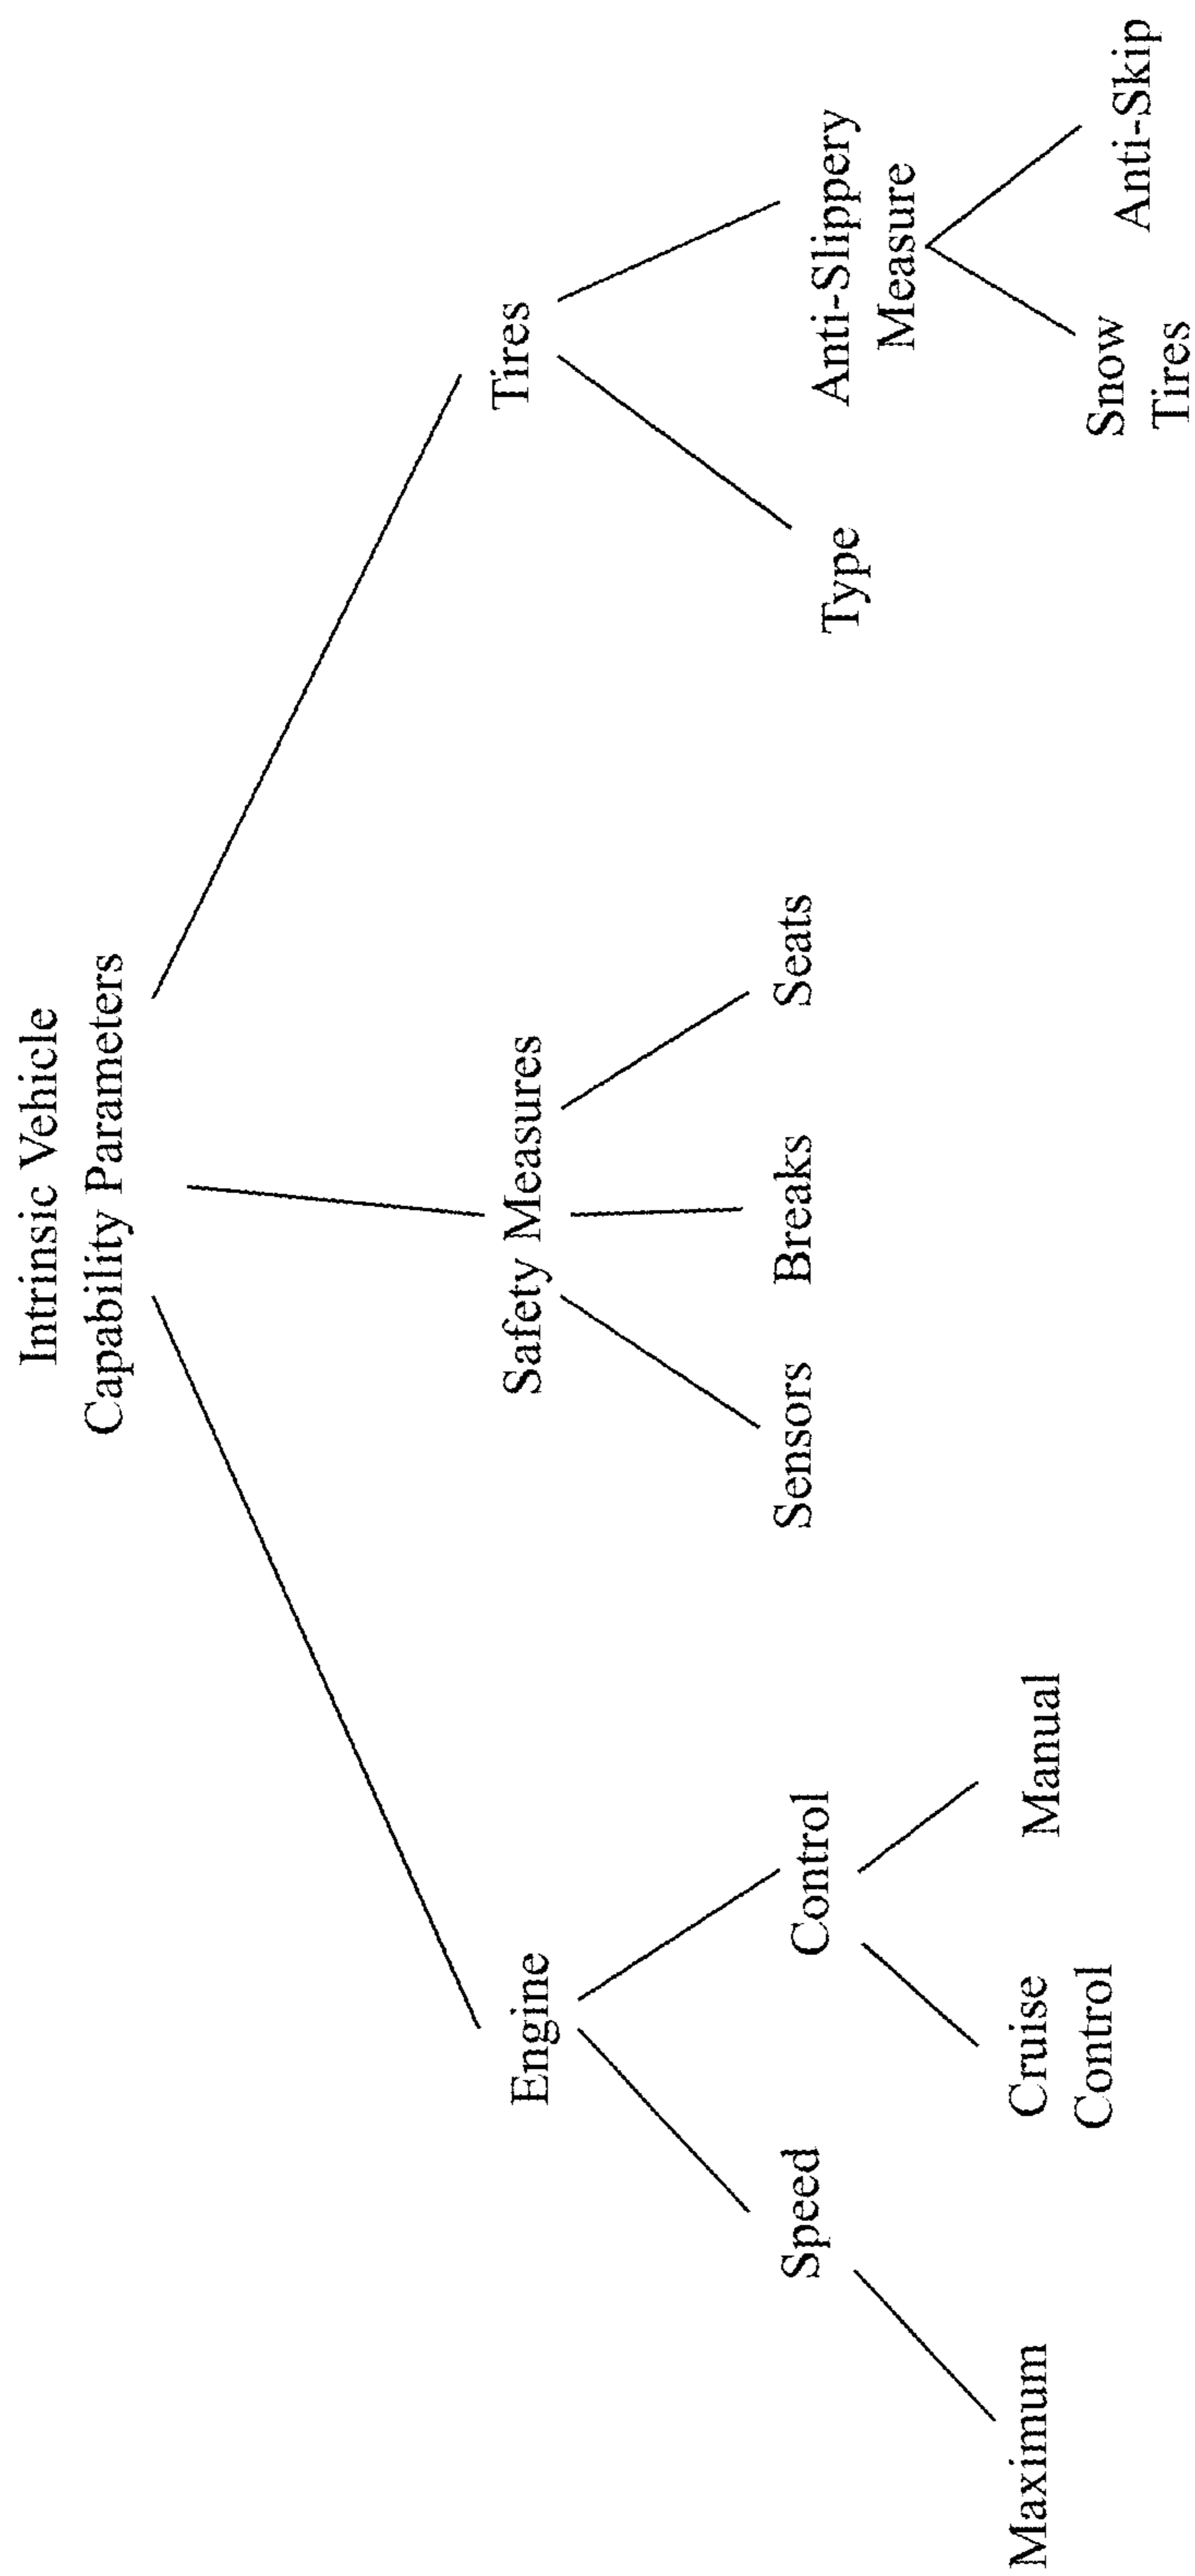 Intrinsic Vehicle
Capability Parameters
Engine
Safety Measures
Tires
Speed
Control
Sensors
Breaks
Seats
Type
Anti-Slippery
Measure
Maximum
Cruise
Control
Manual
Snow
Tires
Anti-Skip